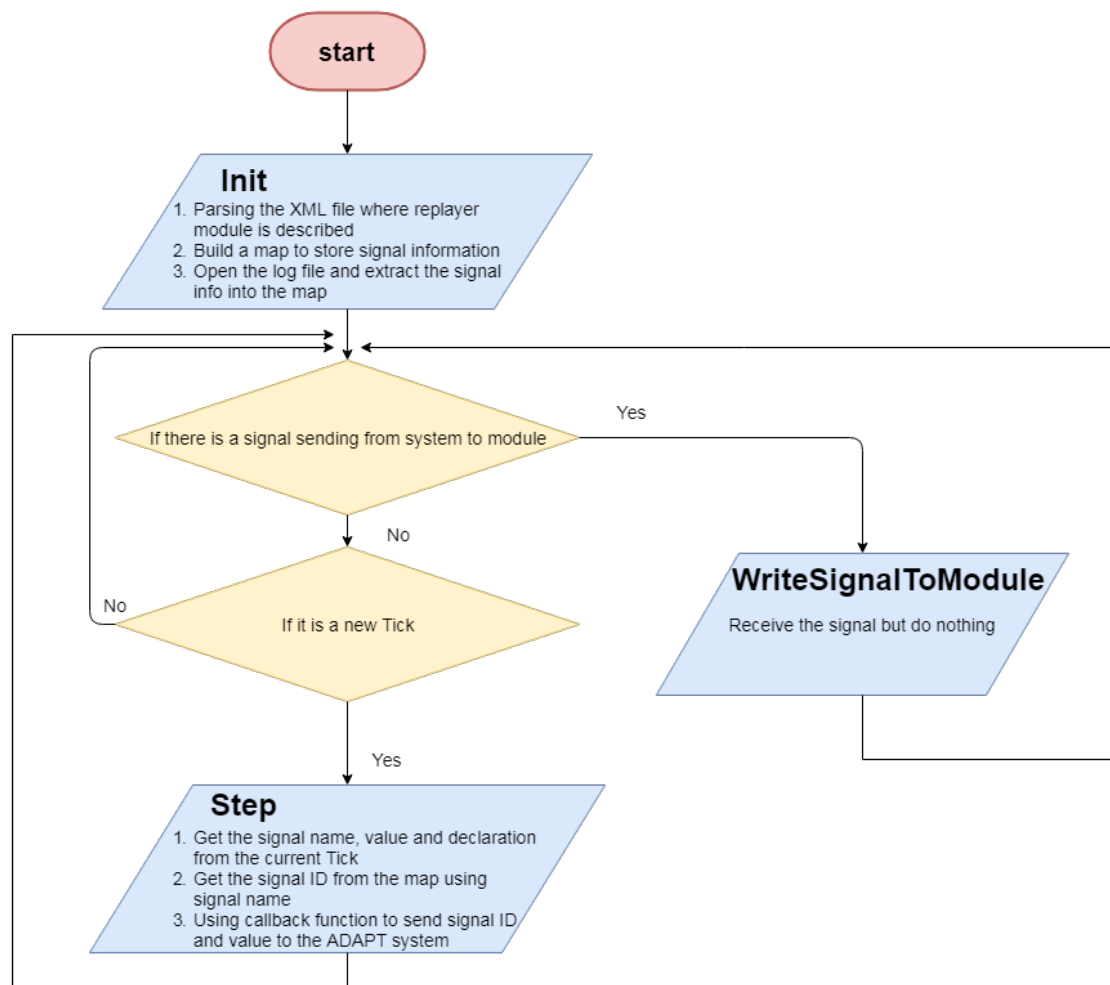 start
Init
1. Parsing the XML file where replayer
module is described
2. Build a map to store signal information
3. Open the log file and extract the signal
info into the map
If there is a signal sending from system to module
Yes
No
WriteSignalToModule
Receive the signal but do nothing
If it is a new Tick
No
Yes
Step
1. Get the signal name, value and declaration
from the current Tick
2. Get the signal ID from the map using
signal name
3. Using callback function to send signal ID
and value to the ADAPT system